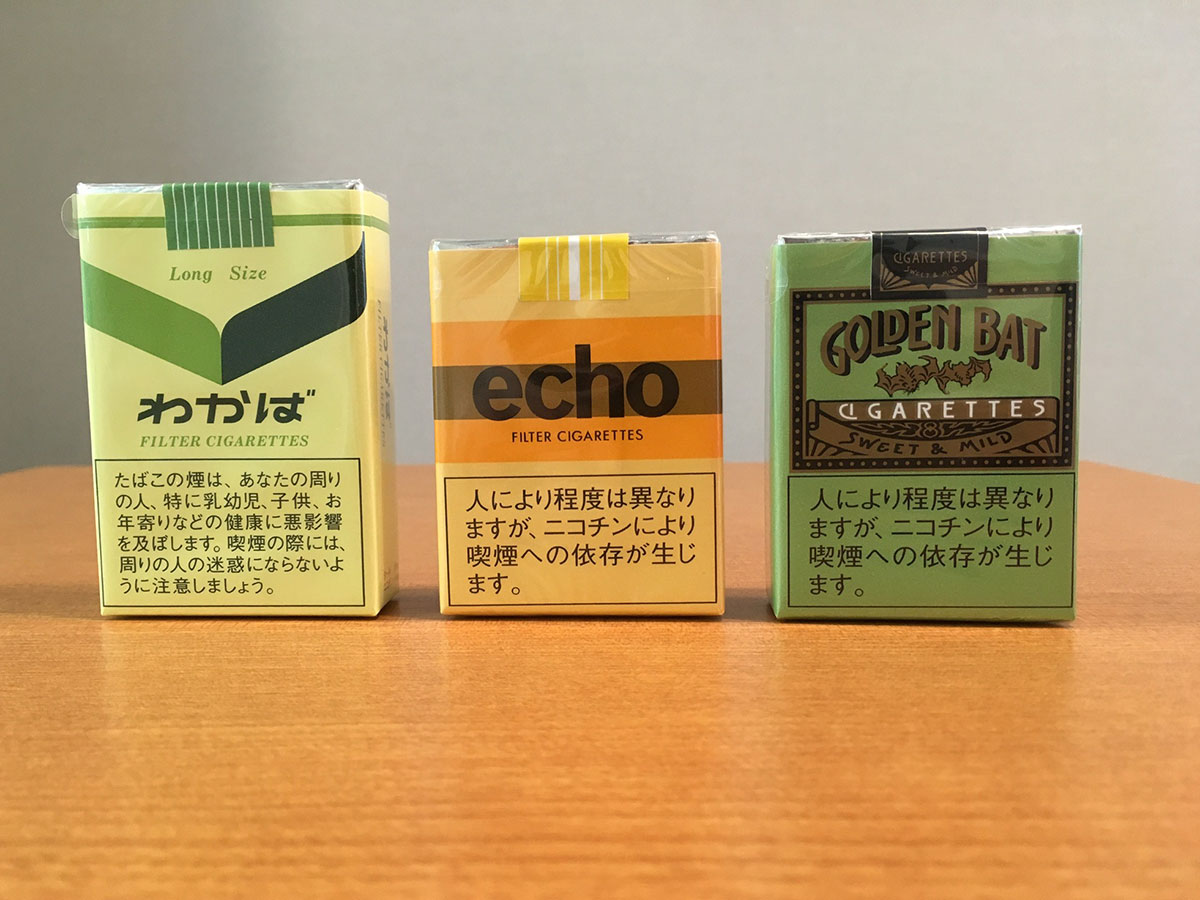 Long Size
わかば
FILTER CIGARETTES
たばこの煙は、あなたの周り
の人、特に乳幼児、子供、お
年寄りなどの健康に悪影響
を及ぼします。喫煙の際には、
周りの人の迷惑にならないよ
うに注意しましょう。
echo
FILTER CIGARETTES
人により程度は異なり
ますが、ニコチンにより
喫煙への依存が生じ
ます。
CIGARETTES
SWEET & MILD
GOLDEN BAT
CIGARETTES
8
SWEET & MILD
人により程度は異なり
ますが、ニコチンにより
喫煙への依存が生じ
ます。